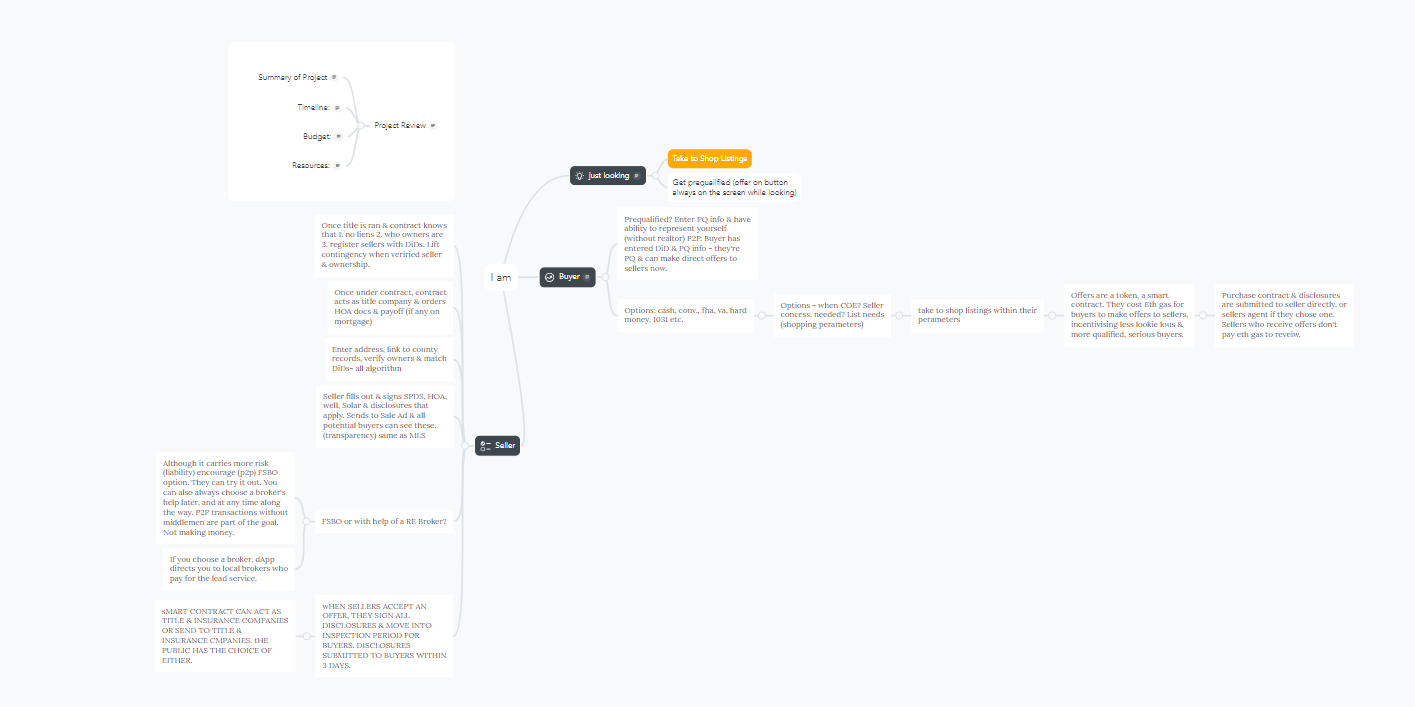 Summary of Project
Timeline:
Budget:
Resources:
Project Review
I am
Just looking
Take to Shop Listings
Get prequalified (offer on button
always on the screen while looking)
Buyer
Prequalified? Enter PQ info & have
ability to represent yourself
(without realtor) P2P. Buyer has
entered DiD & PQ info - they're
PQ & can make direct offers to
sellers now.
Options: cash, conv., fha, va, hard
money, 1031 etc.
Options - when COE? Seller
concess. needed? List needs
(shopping perameters)
take to shop listings within their
perameters
Offers are a token, a smart
contract. They cost Eth gas for
buyers to make offers to sellers,
incentivising less lookie lous &
more qualified, serious buyers.
Purchase contract & disclosures
are submitted to seller directly, or
sellers agent if they chose one.
Sellers who receive offers don't
pay eth gas to reveiw.
Seller
Once title is ran & contract knows
that 1. no liens 2. who owners are
3. register sellers with DiDs. Lift
contingency when veriried seller
& ownership.
Once under contract, contract
acts as title company & orders
HOA docs & payoff (if any on
mortgage)
Enter address, link to county
records, verify owners & match
DiDs- all algorithm
Seller fills out & signs SPDS, HOA,
well, Solar & disclosures that
apply. Sends to Sale Ad & all
potential buyers can see these.
(transparency) same as MLS
FSBO or with help of a RE Broker?
Although it carries more risk
(liability) encourage (p2p) FSBO
option. They can try it out. You
can also always choose a broker's
help later, and at any time along
the way. P2P transactions without
middlemen are part of the goal.
Not making money.
If you choose a broker, dApp
directs you to local brokers who
pay for the lead service.
wHEN SELLERS ACCEPT AN
OFFER, THEY SIGN ALL
DISCLOSURES & MOVE INTO
INSPECTION PERIOD FOR
BUYERS. DISCLOSURES
SUBMITTED TO BUYERS WITHIN
3 DAYS.
sMART CONTRACT CAN ACT AS
TITLE & INSURANCE COMPANIES
OR SEND TO TITLE &
INSURANCE CMPANIES. tHE
PUBLIC HAS THE CHOICE OF
EITHER.